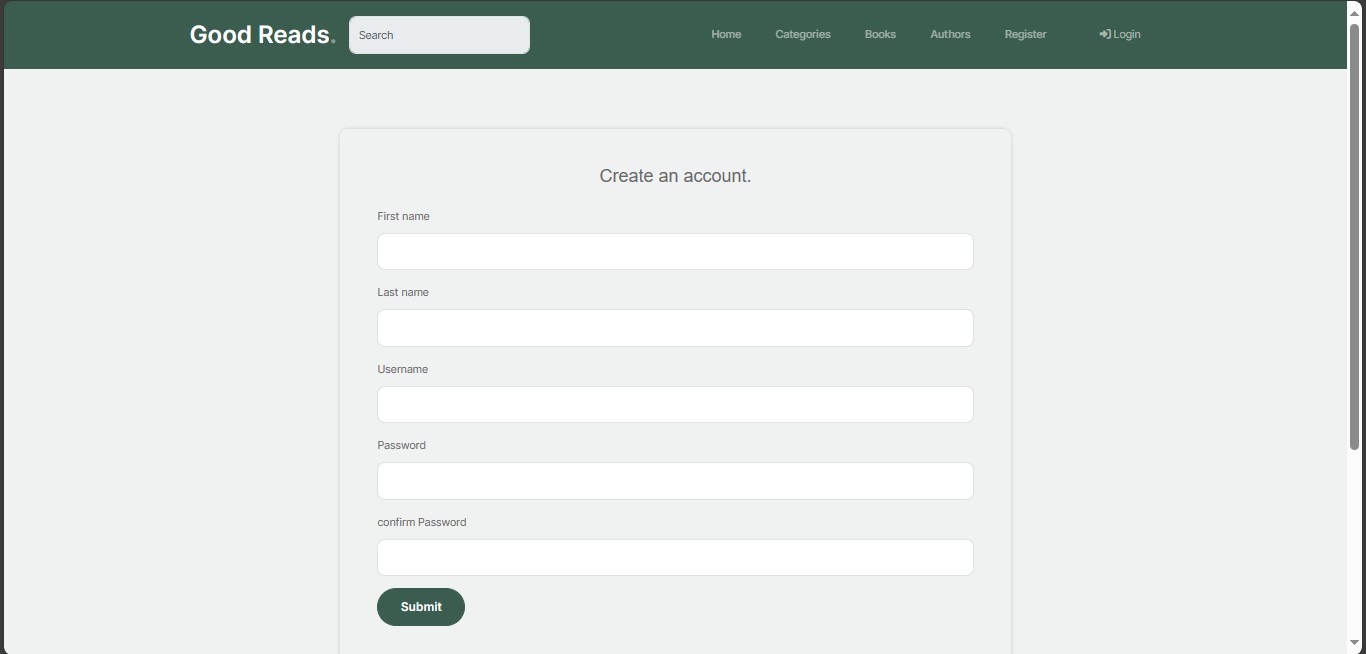 Good Reads. Search Home Categories Books Authors Register Login
Create an account.
First name
Last name
Username
Password
confirm Password
Submit